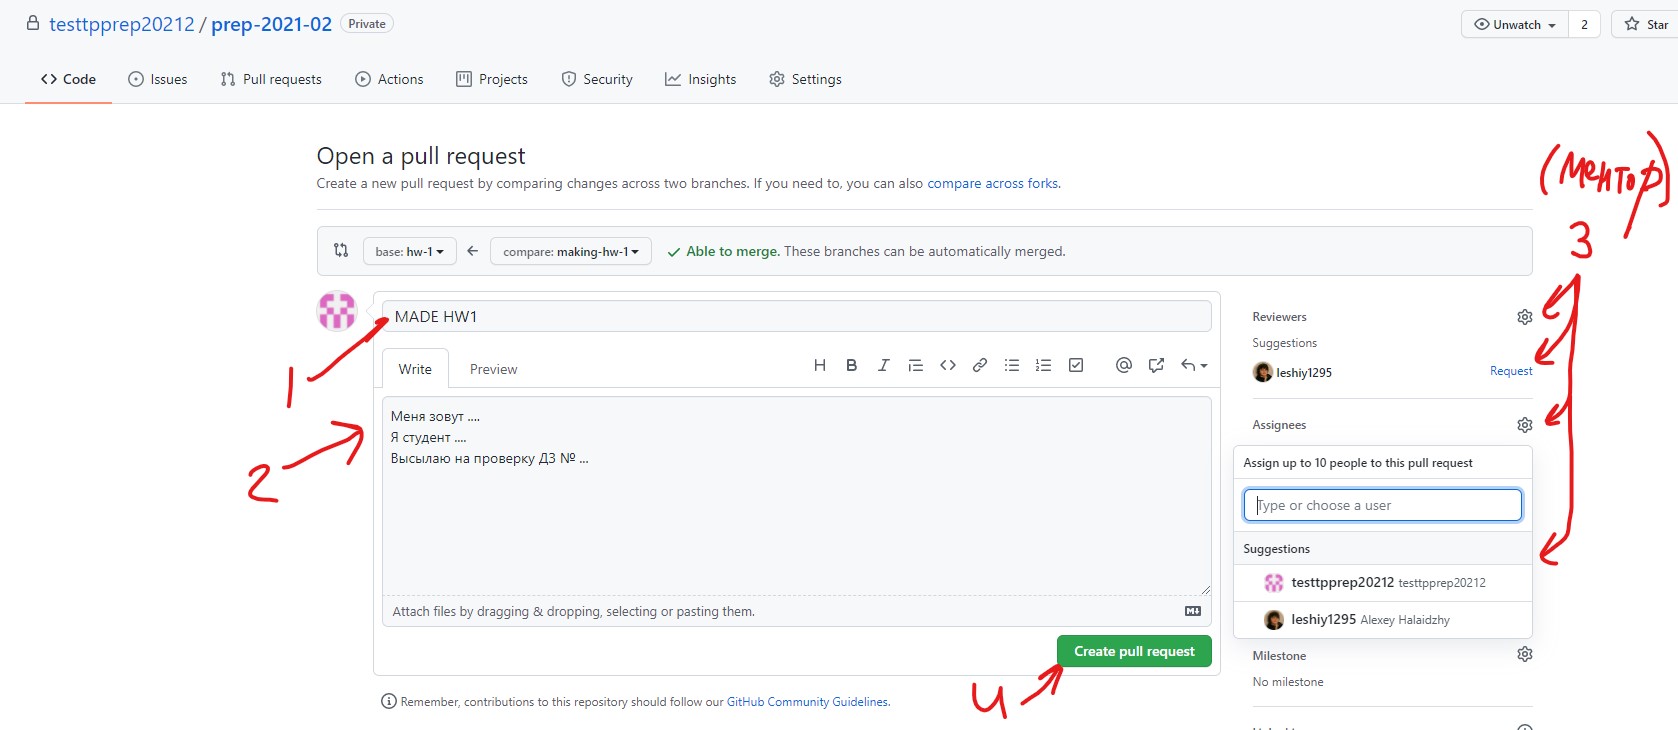 testtpprep20212 / prep-2021-02 Private
Unwatch 2 Star
Code Issues Pull requests Actions Projects Security Insights Settings
Open a pull request
Create a new pull request by comparing changes across two branches. If you need to, you can also compare across forks.
(ментор)
3
base: hw-1 ← compare: making-hw-1 ✓ Able to merge. These branches can be automatically merged.
MADE HW1
1
Write Preview
2
Меня зовут ....
Я студент ....
Высылаю на проверку ДЗ № ...
Attach files by dragging & dropping, selecting or pasting them.
Create pull request
4
Remember, contributions to this repository should follow our GitHub Community Guidelines.
Reviewers
Suggestions
leshiy1295 Request
Assignees
Assign up to 10 people to this pull request
Type or choose a user
Suggestions
testtpprep20212 testtpprep20212
leshiy1295 Alexey Halaidzhy
Milestone
No milestone